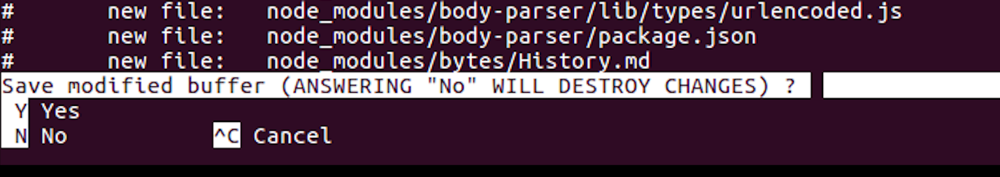 # new file: node_modules/body-parser/lib/types/urlencoded.js
# new file: node_modules/body-parser/package.json
# new file: node_modules/bytes/History.md
Save modified buffer (ANSWERING "No" WILL DESTROY CHANGES) ?
Y Yes
N No ^C Cancel